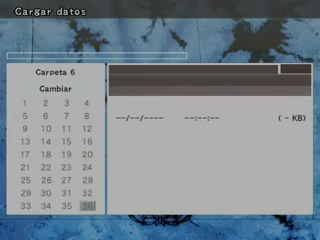 Cargar datos
Carpeta 6
Cambiar
1 2 3 4
5 6 7 8
9 10 11 12
13 14 15 16
17 18 19 20
21 22 23 24
25 26 27 28
29 30 31 32
33 34 35 36
--/--/---- --:--:-- ( - KB)